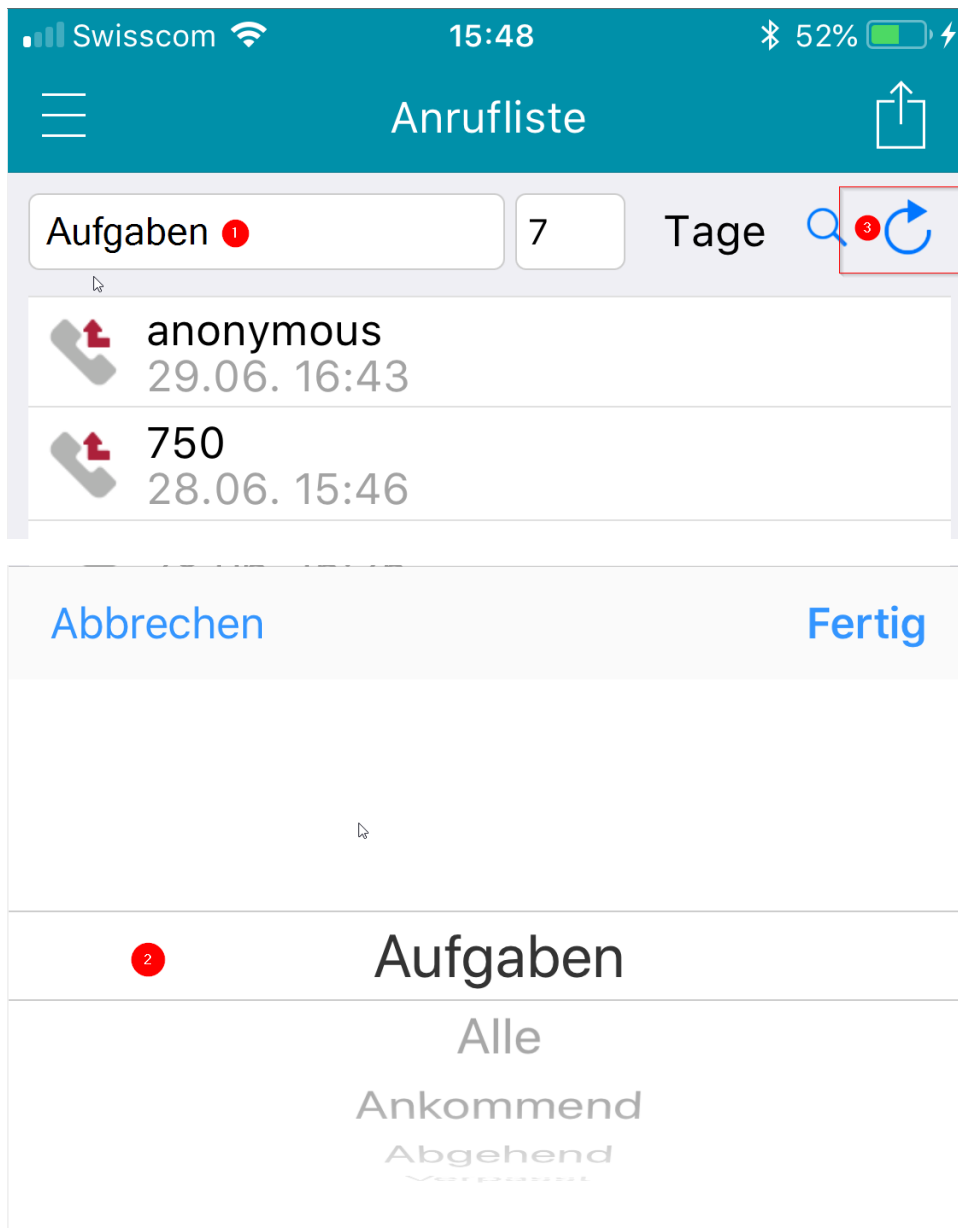 Swisscom 15:48 52%
Anrufliste
Aufgaben 1 7 Tage 3
anonymous
29.06. 16:43
750
28.06. 15:46
Abbrechen Fertig
2 Aufgaben
Alle
Ankommend
Abgehend